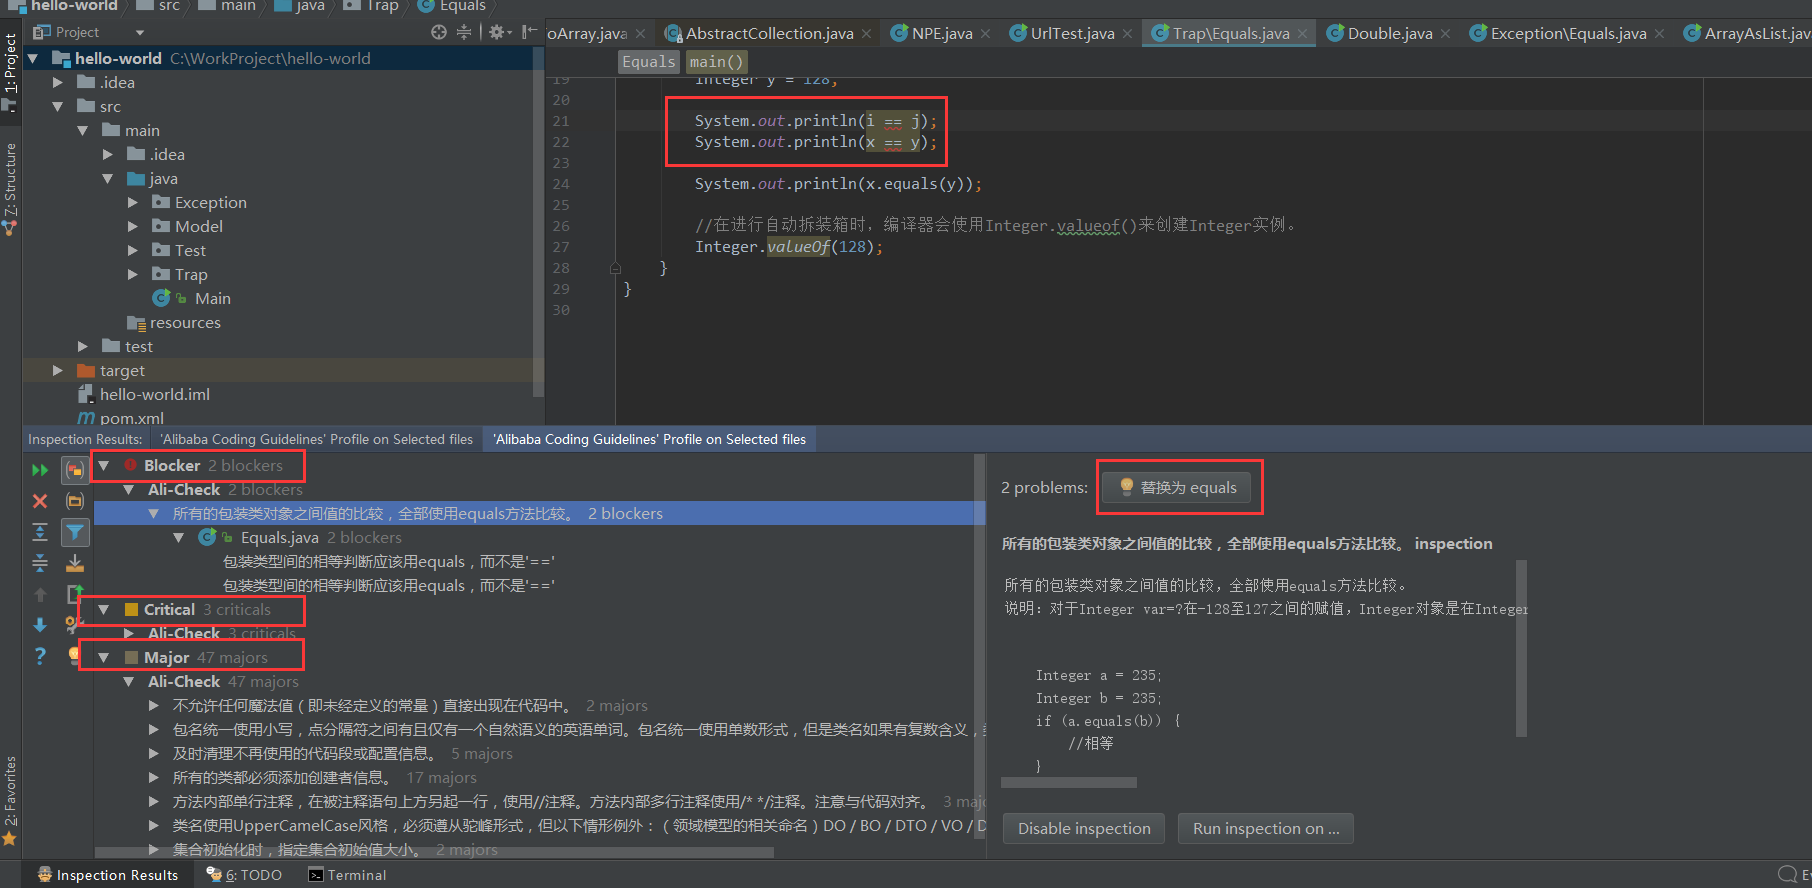 hello-world src main java Trap Equals
Project
oArray.java AbstractCollection.java NPE.java UrlTest.java Trap\Equals.java Double.java Exception\Equals.java ArrayAsList.jav
1: Project
Z: Structure
2: Favorites
hello-world C:\WorkProject\hello-world
.idea
src
main
.idea
java
Exception
Model
Test
Trap
Main
resources
test
target
hello-world.iml
pom.xml
Equals main()
19 Integer y = 128;
20
21 System.out.println(i == j);
22 System.out.println(x == y);
23
24 System.out.println(x.equals(y));
25
26 //在进行自动拆装箱时，编译器会使用Integer.valueof()来创建Integer实例。
27 Integer.valueOf(128);
28 }
29 }
30
Inspection Results: 'Alibaba Coding Guidelines' Profile on Selected files 'Alibaba Coding Guidelines' Profile on Selected files
Blocker 2 blockers
Ali-Check 2 blockers
所有的包装类对象之间值的比较，全部使用equals方法比较。 2 blockers
Equals.java 2 blockers
包装类型间的相等判断应该用equals，而不是'=='
包装类型间的相等判断应该用equals，而不是'=='
Critical 3 criticals
Ali-Check 3 criticals
Major 47 majors
Ali-Check 47 majors
不允许任何魔法值（即未经定义的常量）直接出现在代码中。 2 majors
包名统一使用小写，点分隔符之间有且仅有一个自然语义的英语单词。包名统一使用单数形式，但是类名如果有复数含义，
及时清理不再使用的代码段或配置信息。 5 majors
所有的类都必须添加创建者信息。 17 majors
方法内部单行注释，在被注释语句上方另起一行，使用//注释。方法内部多行注释使用/* */注释。注意与代码对齐。 3 majo
类名使用UpperCamelCase风格，必须遵从驼峰形式，但以下情形例外：（领域模型的相关命名）DO / BO / DTO / VO / D
集合初始化时，指定集合初始值大小。 2 majors
2 problems: 替换为 equals
所有的包装类对象之间值的比较，全部使用equals方法比较。 inspection
所有的包装类对象之间值的比较，全部使用equals方法比较。
说明：对于Integer var=?在-128至127之间的赋值，Integer对象是在Integer
Integer a = 235;
Integer b = 235;
if (a.equals(b)) {
//相等
}
Disable inspection Run inspection on ...
Inspection Results 6: TODO Terminal